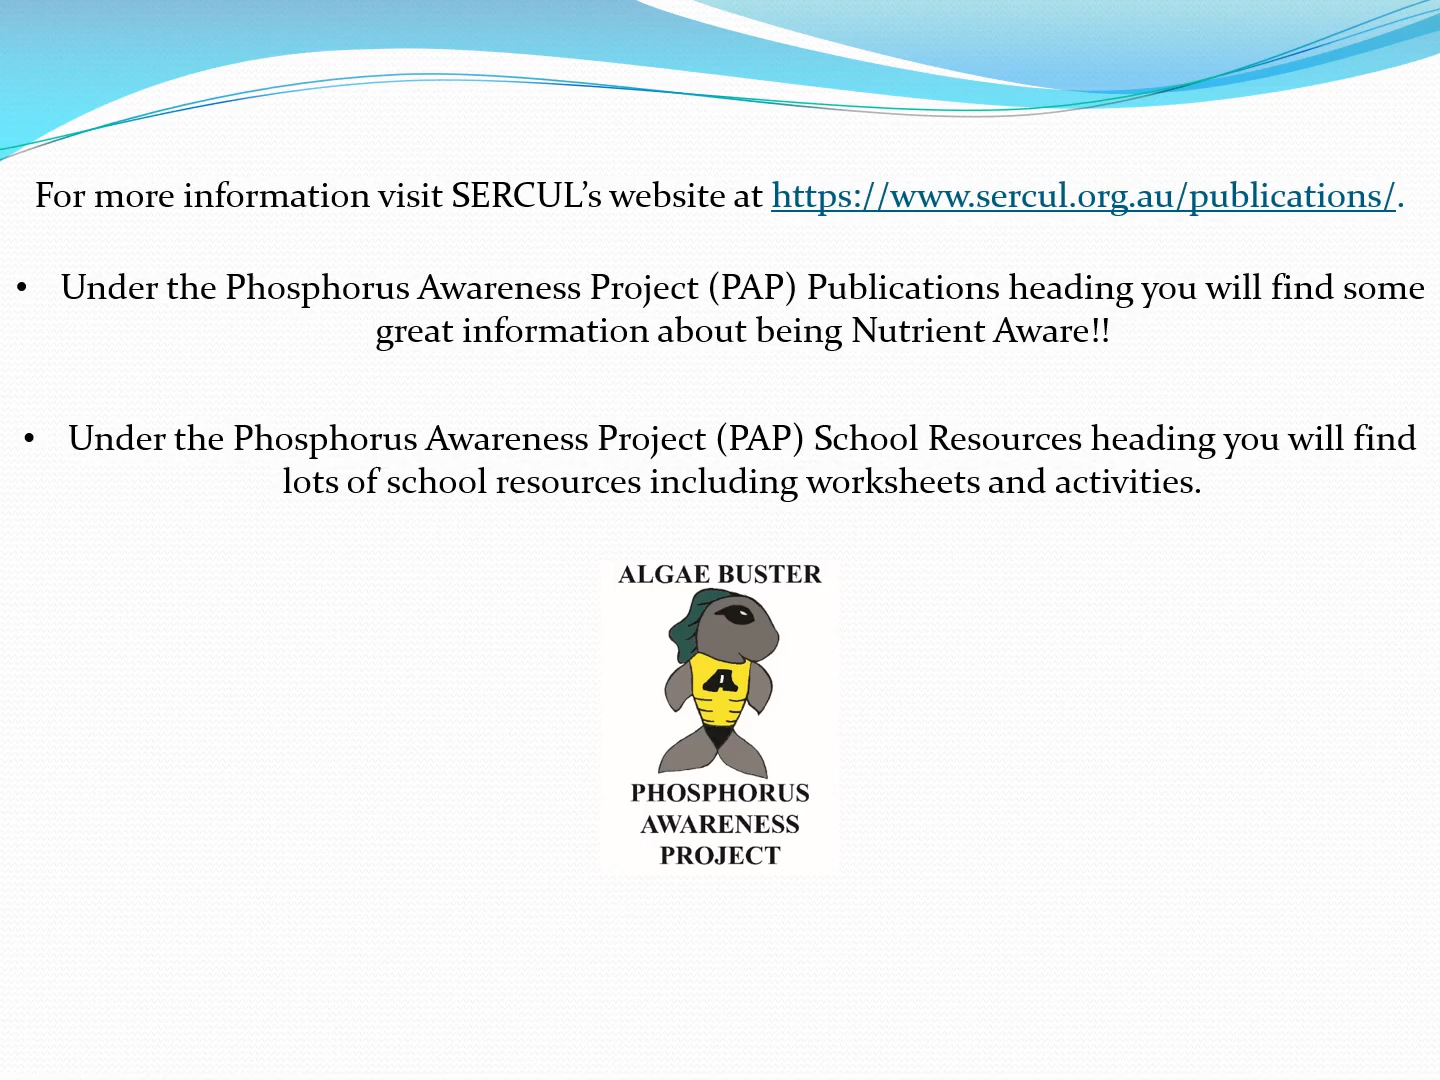 For more information visit SERCUL’s website at https://www.sercul.org.au/publications/.
• Under the Phosphorus Awareness Project (PAP) Publications heading you will find some
great information about being Nutrient Aware!!
• Under the Phosphorus Awareness Project (PAP) School Resources heading you will find
lots of school resources including worksheets and activities.
ALGAE BUSTER
A
PHOSPHORUS
AWARENESS
PROJECT